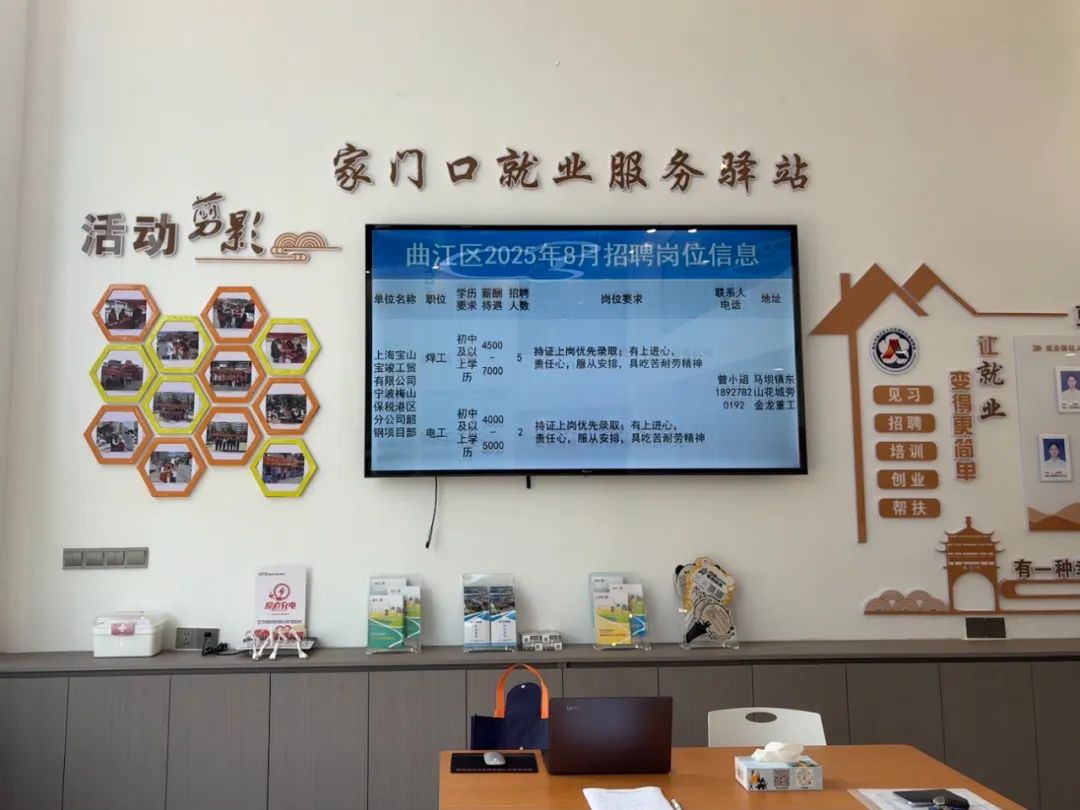 家门口就业服务驿站
活动剪影
曲江区2025年8月招聘岗位信息
单位名称
职位
学历
要求
薪酬
待遇
招聘
人数
岗位要求
联系人
电话
地址
上海宝山
宝竣工贸
有限公司
宁波梅山
保税港区
分公司韶
钢项目部
焊工
初中
及以
上学
历
4500
-
7000
5
持证上岗优先录取；有上进心，
责任心，服从安排，具吃苦耐劳精神
电工
初中
及以
上学
历
4000
-
5000
2
持证上岗优先录取；有上进心，
责任心，服从安排，具吃苦耐劳精神
曾小姐
1892782
0192
马坝镇东
山花城旁
金龙重工
见习
招聘
培训
创业
帮扶
让就业
变得更简单
有一种